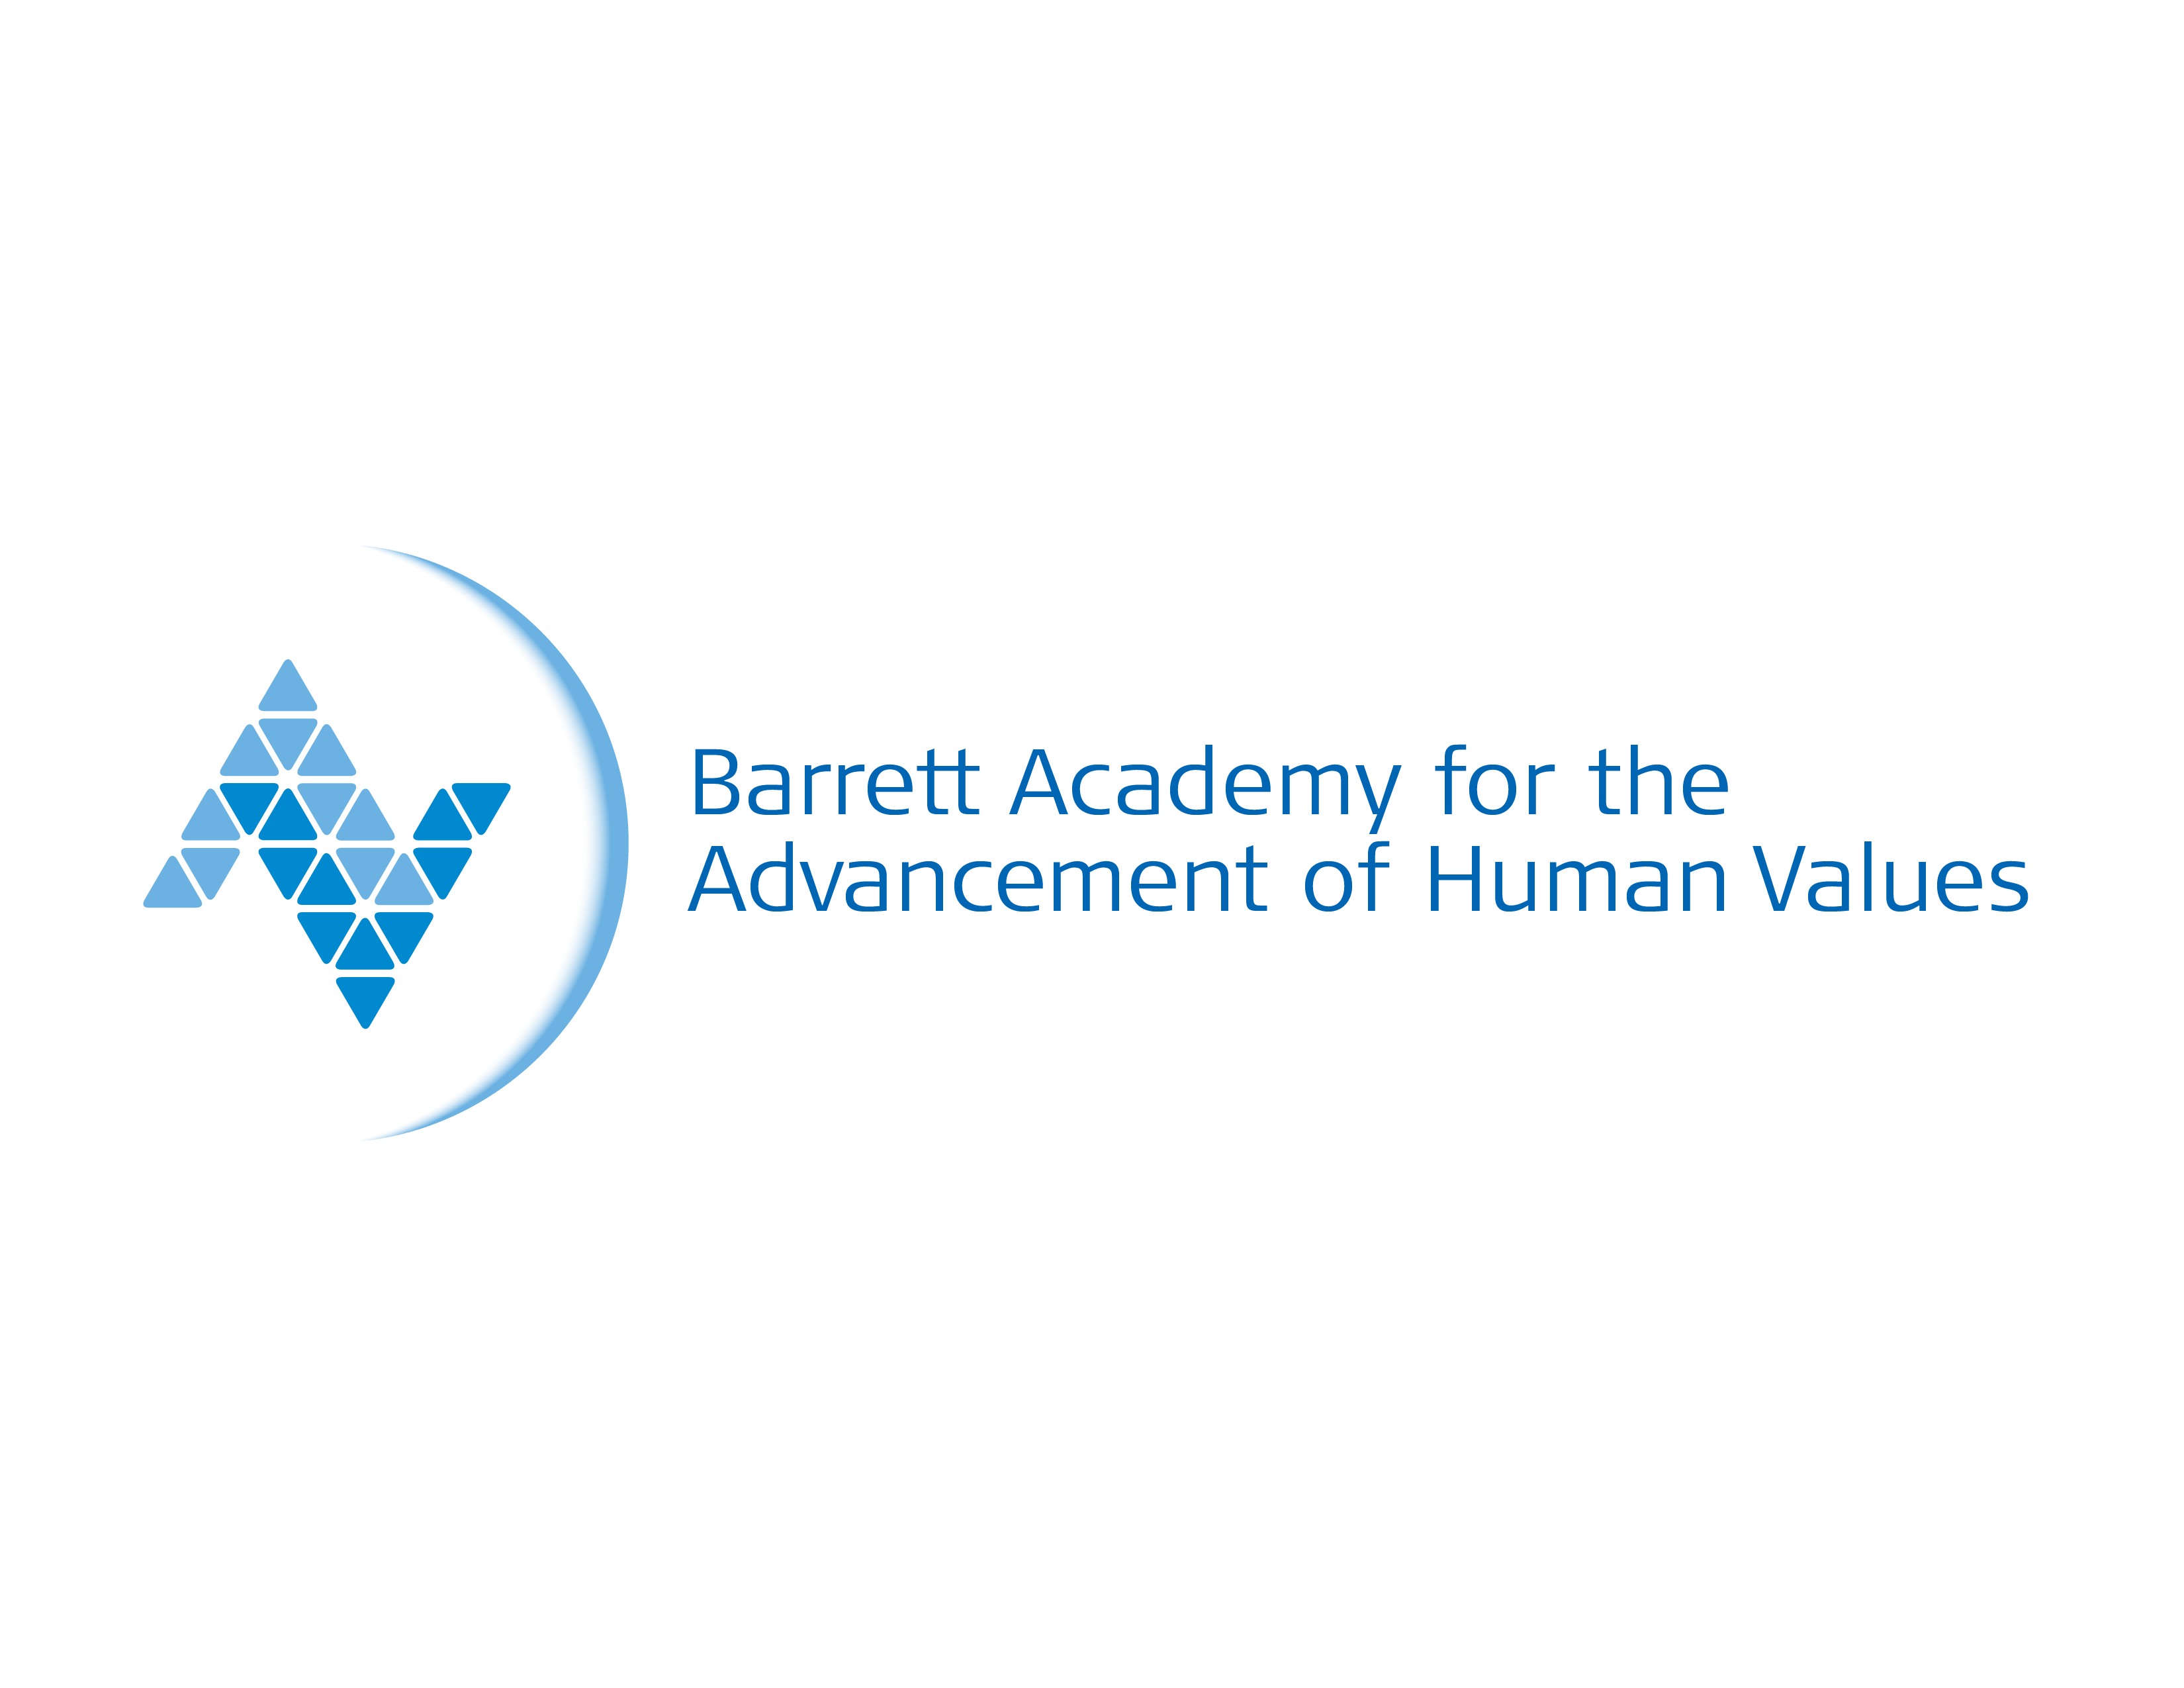 Barrett Academy for the
Advancement of Human Values